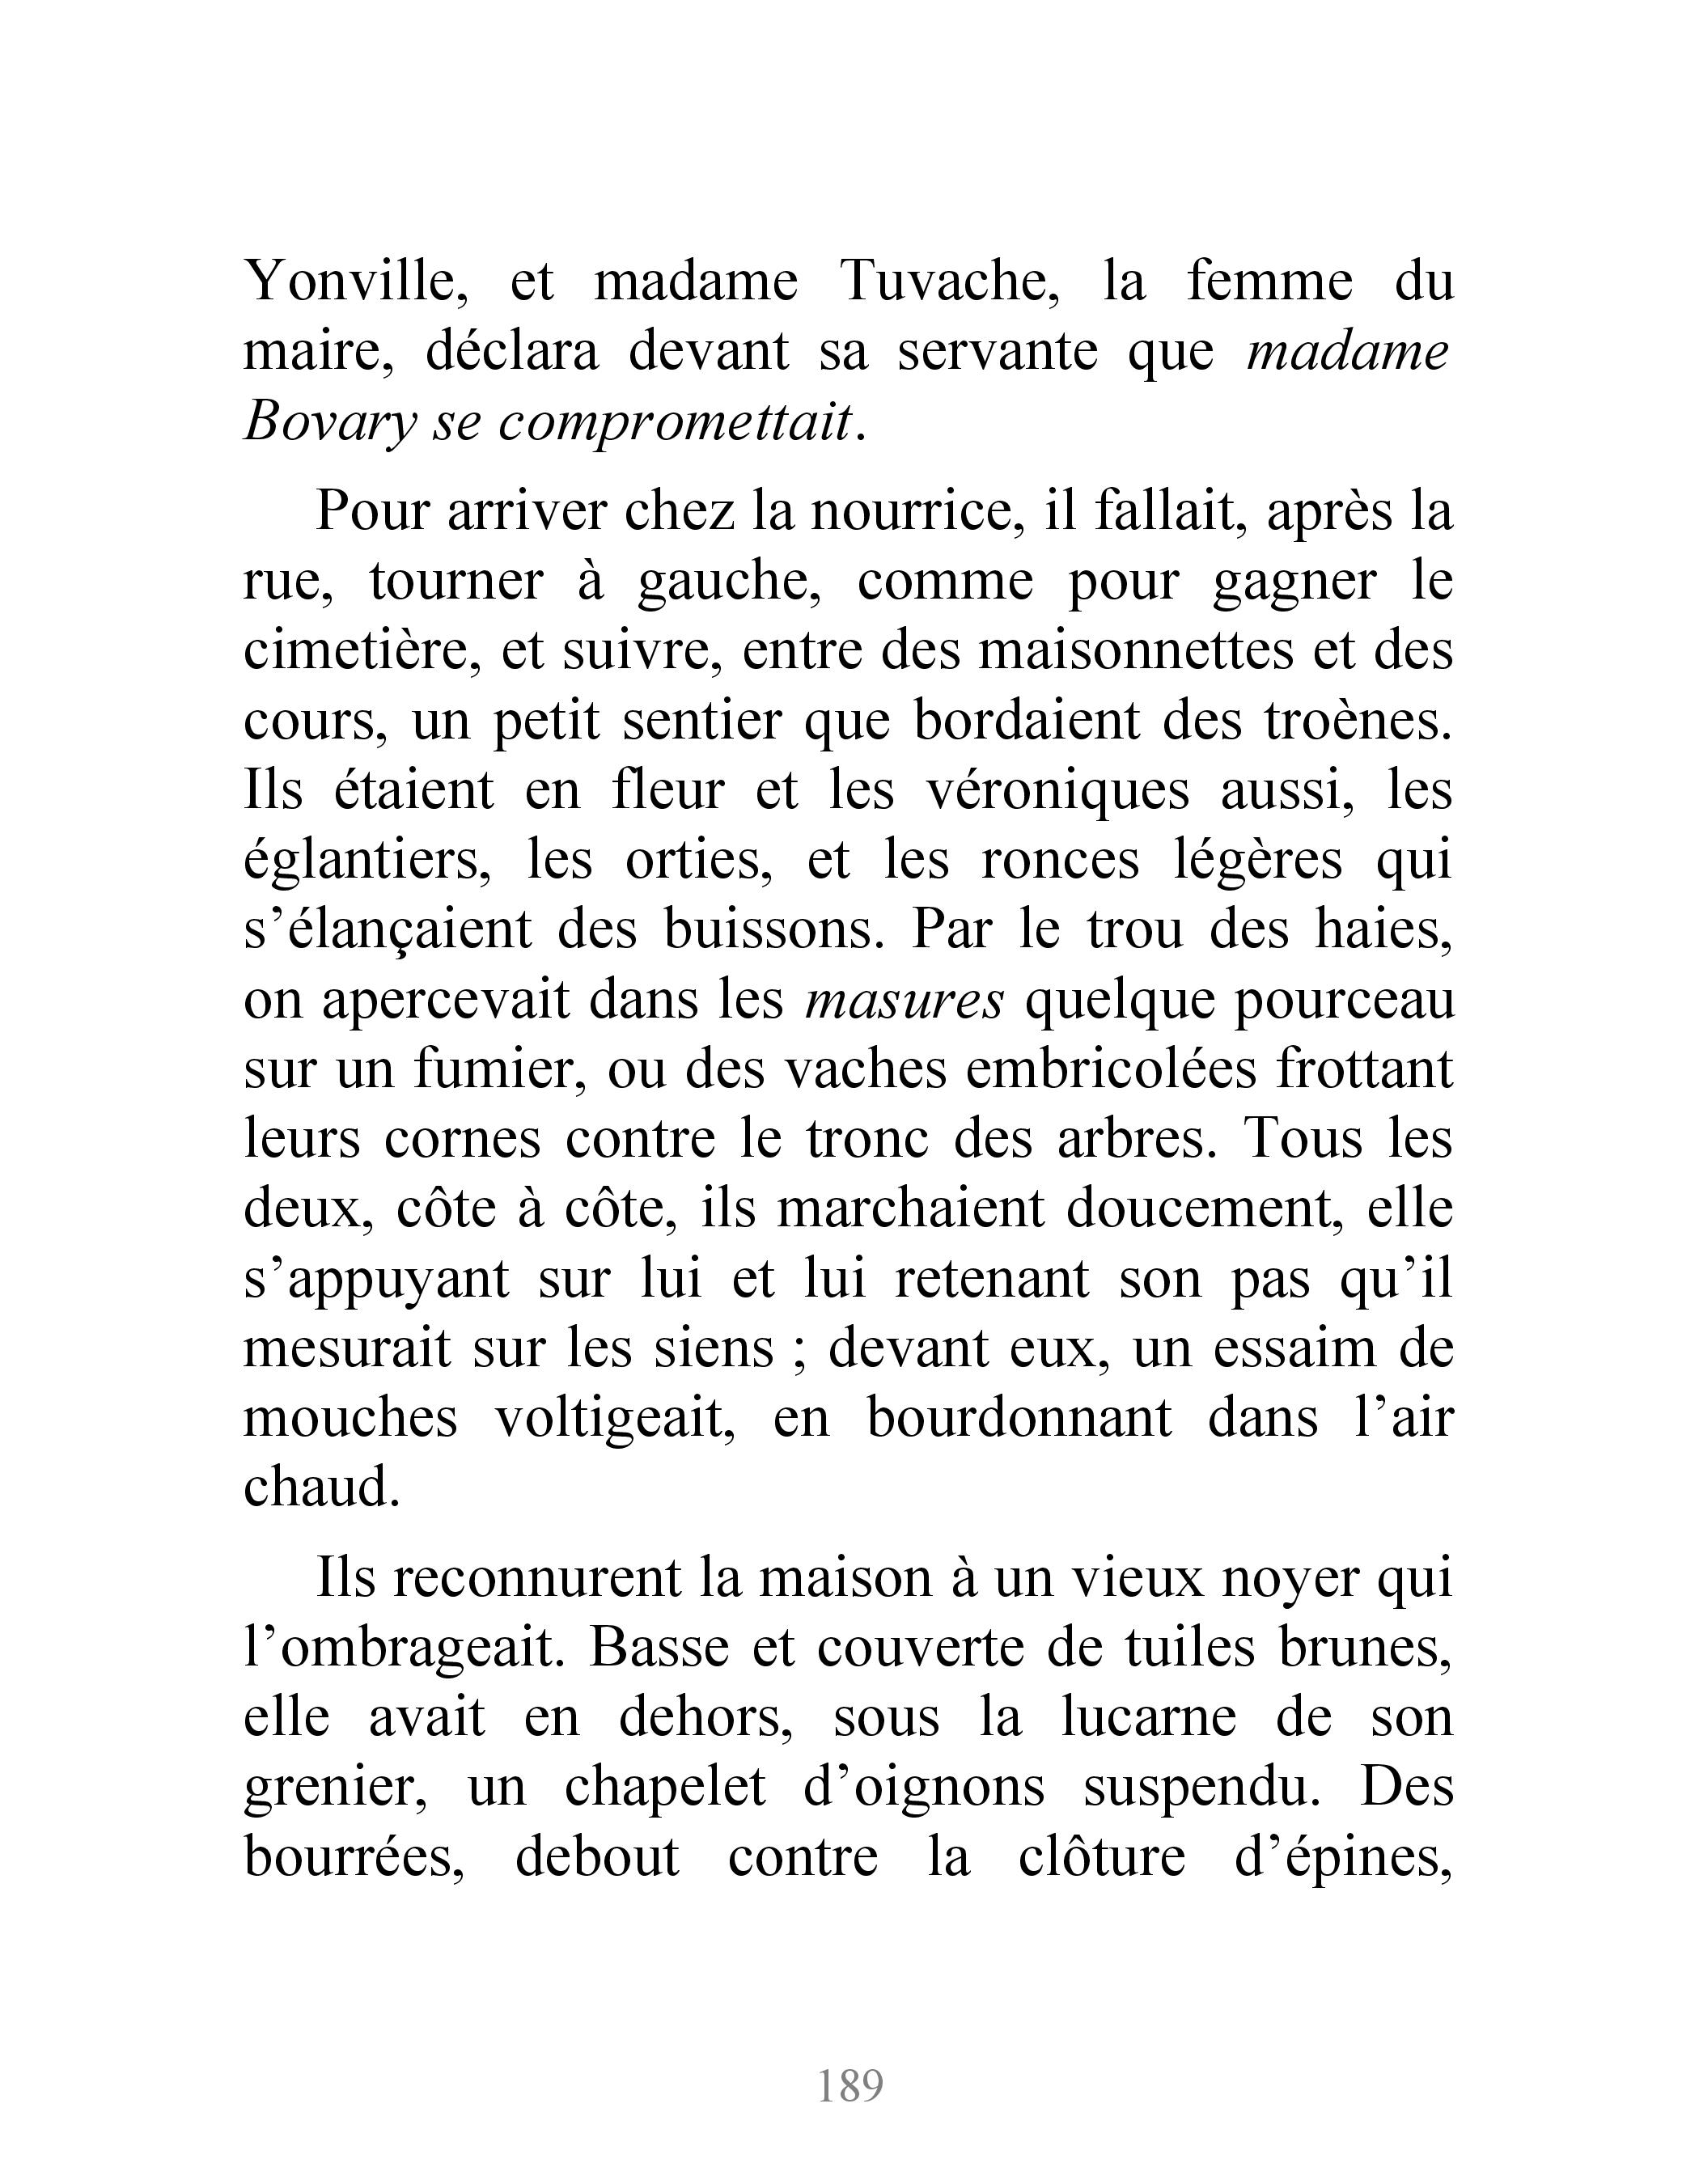 Yonville, et madame Tuvache, la femme du
maire, déclara devant sa servante que madame
Bovary se compromettait.
Pour arriver chez la nourrice, il fallait, après la
rue, tourner à gauche, comme pour gagner le
cimetière, et suivre, entre des maisonnettes et des
cours, un petit sentier que bordaient des troènes.
Ils étaient en fleur et les véroniques aussi, les
églantiers, les orties, et les ronces légères qui
s’élançaient des buissons. Par le trou des haies,
on apercevait dans les masures quelque pourceau
sur un fumier, ou des vaches embricolées frottant
leurs cornes contre le tronc des arbres. Tous les
deux, côte à côte, ils marchaient doucement, elle
s’appuyant sur lui et lui retenant son pas qu’il
mesurait sur les siens ; devant eux, un essaim de
mouches voltigeait, en bourdonnant dans l’air
chaud.
Ils reconnurent la maison à un vieux noyer qui
l’ombrageait. Basse et couverte de tuiles brunes,
elle avait en dehors, sous la lucarne de son
grenier, un chapelet d’oignons suspendu. Des
bourrées, debout contre la clôture d’épines,
189